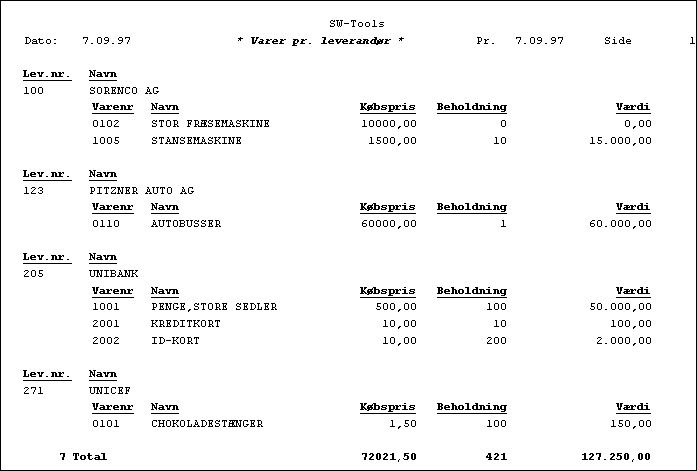 SW-Tools
Dato: 7.09.97 * Varer pr. leverandør * Pr. 7.09.97 Side 1
Lev.nr. Navn
100 SORENCO AG
Varenr Navn Købspris Beholdning Værdi
0102 STOR FRÆSEMASKINE 10000,00 0 0,00
1005 STANSEMASKINE 1500,00 10 15.000,00
Lev.nr. Navn
123 PITZNER AUTO AG
Varenr Navn Købspris Beholdning Værdi
0110 AUTOBUSSER 60000,00 1 60.000,00
Lev.nr. Navn
205 UNIBANK
Varenr Navn Købspris Beholdning Værdi
1001 PENGE,STORE SEDLER 500,00 100 50.000,00
2001 KREDITKORT 10,00 10 100,00
2002 ID-KORT 10,00 200 2.000,00
Lev.nr. Navn
271 UNICEF
Varenr Navn Købspris Beholdning Værdi
0101 CHOKOLADESTÆNGER 1,50 100 150,00
7 Total 72021,50 421 127.250,00